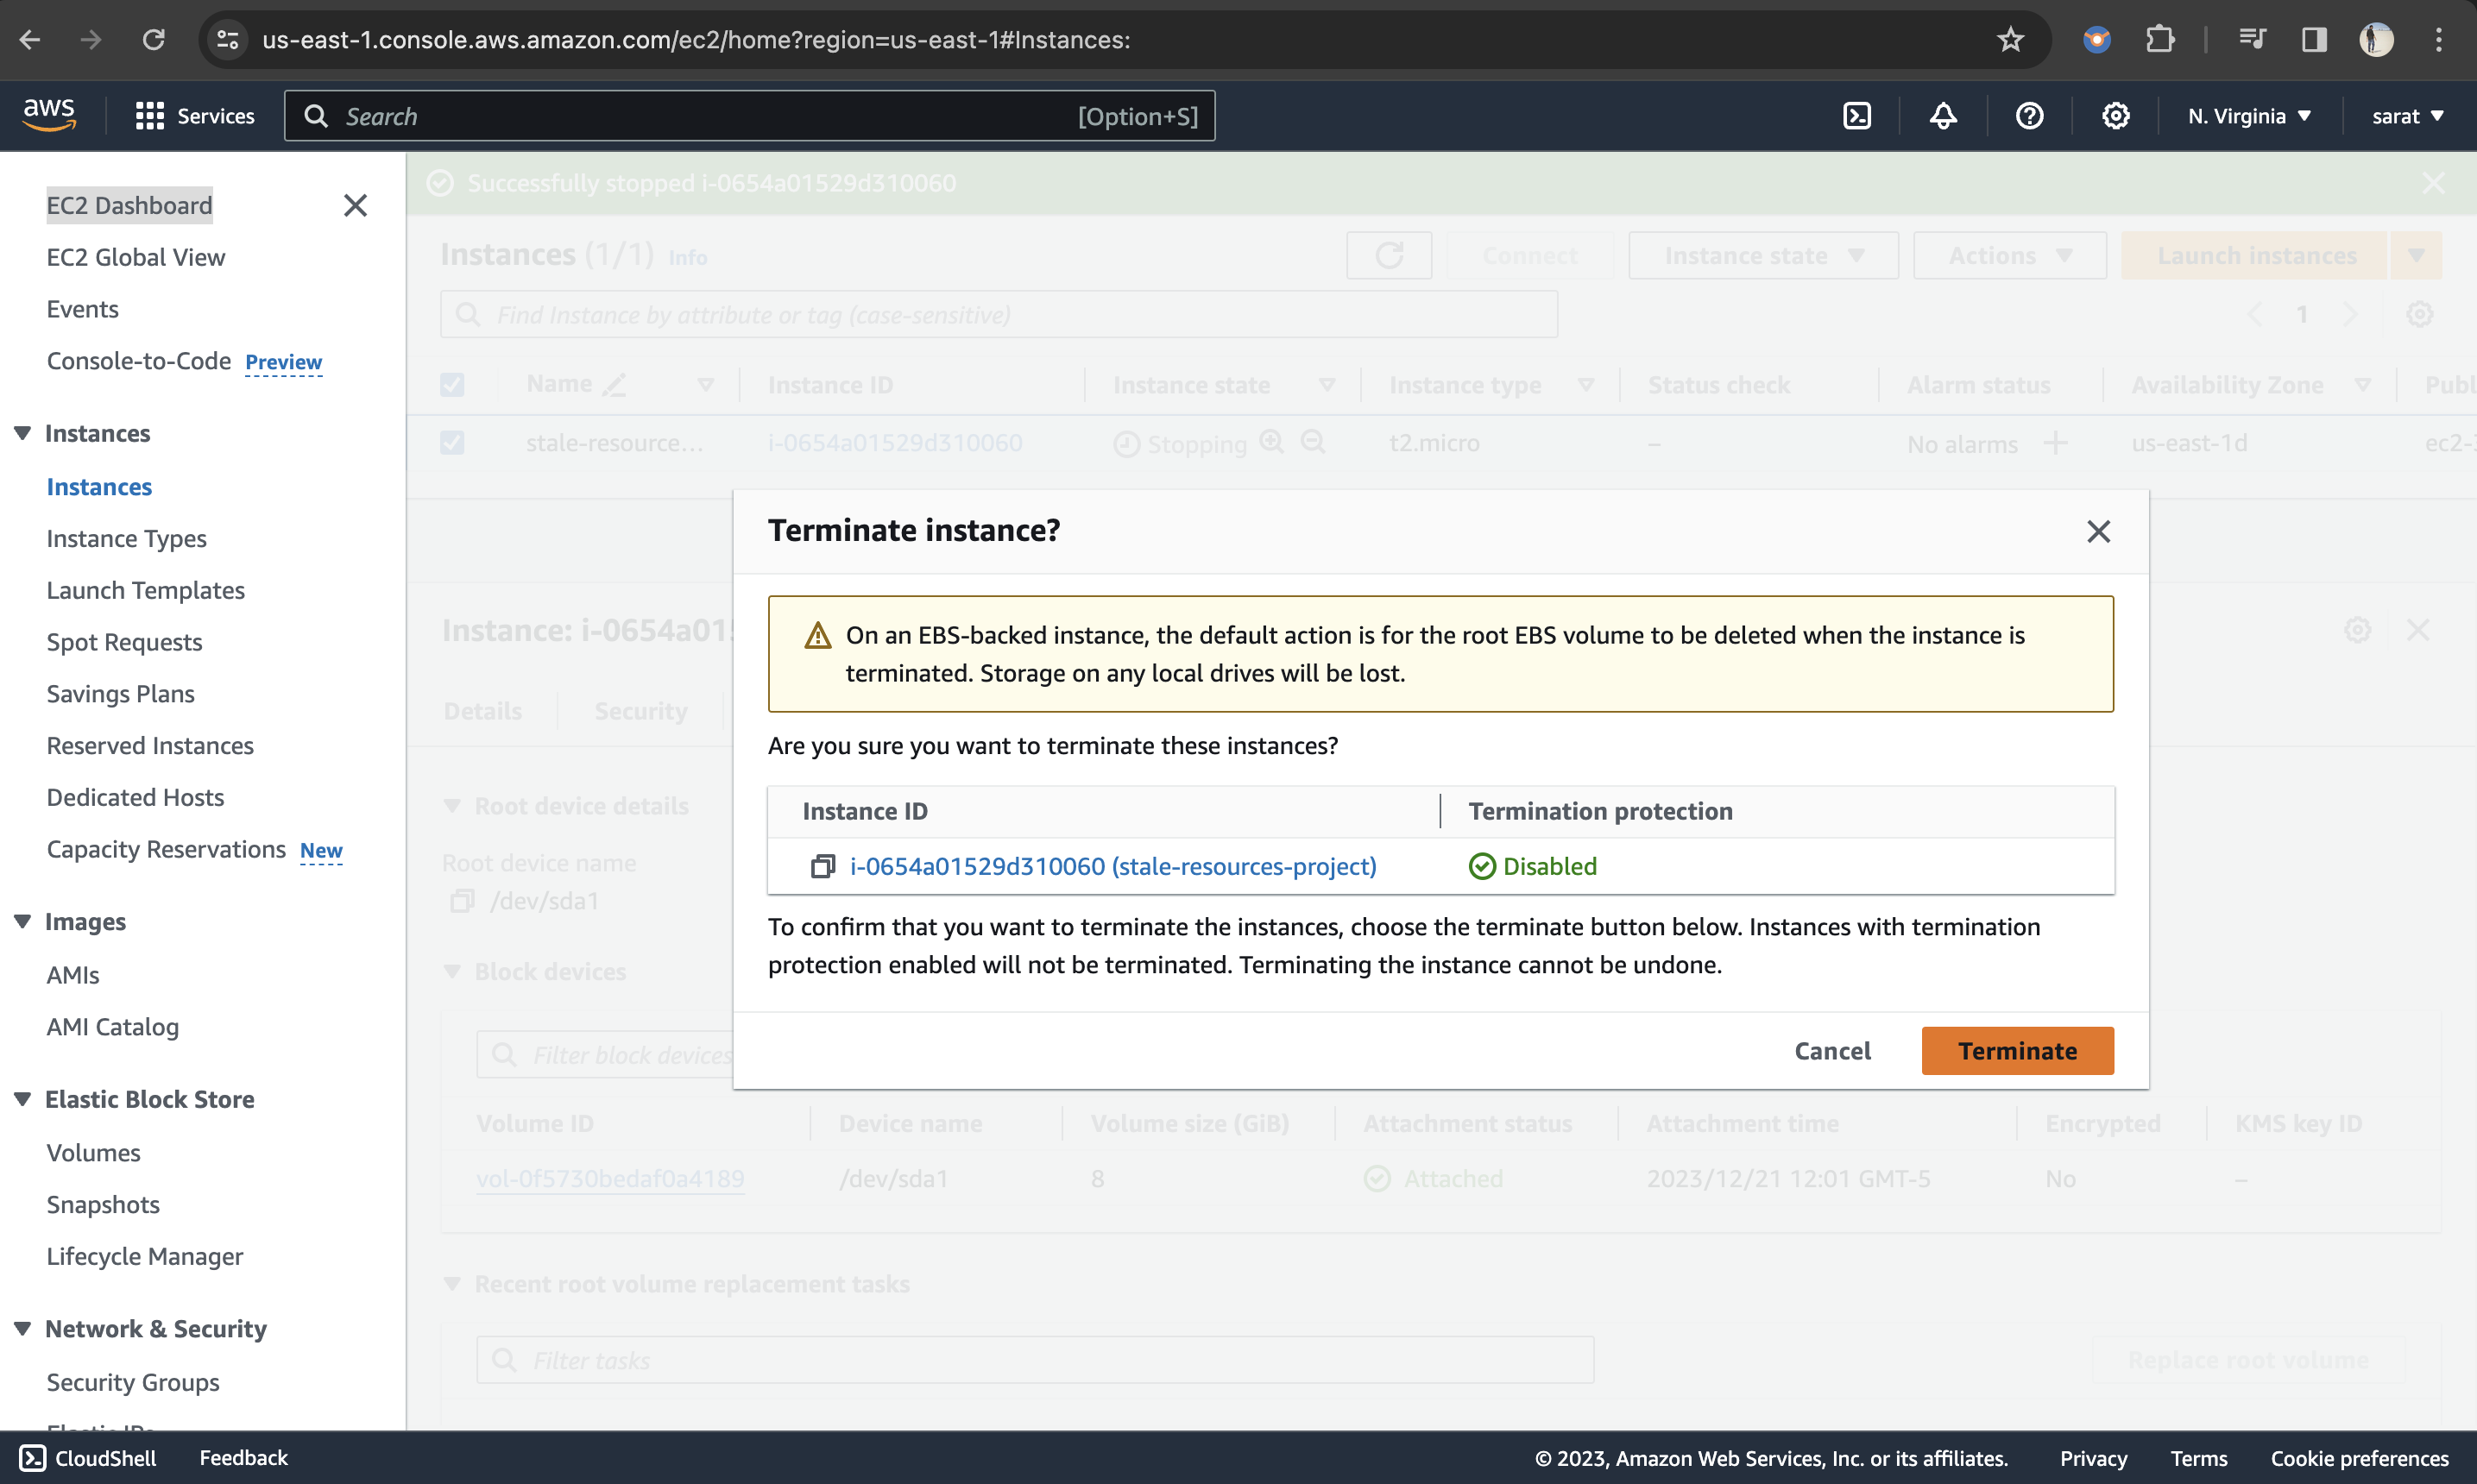 us-east-1.console.aws.amazon.com/ec2/home?region=us-east-1#Instances:
aws Services Search [Option+S] N. Virginia sarat
EC2 Dashboard
EC2 Global View
Events
Console-to-Code Preview
Instances
Instances
Instance Types
Launch Templates
Spot Requests
Savings Plans
Reserved Instances
Dedicated Hosts
Capacity Reservations New
Images
AMIs
AMI Catalog
Elastic Block Store
Volumes
Snapshots
Lifecycle Manager
Network & Security
Security Groups
Elastic IPs
Successfully stopped i-0654a01529d310060
Instances (1/1) Info Connect Instance state Actions Launch instances
Find Instance by attribute or tag (case-sensitive) 1
Name Instance ID Instance state Instance type Status check Alarm status Availability Zone Publ
stale-resource... i-0654a01529d310060 Stopping t2.micro – No alarms us-east-1d ec2-
Instance: i-0654a01
Details Security
Root device details
Root device name
/dev/sda1
Block devices
Filter block devices
Terminate instance?
On an EBS-backed instance, the default action is for the root EBS volume to be deleted when the instance is
terminated. Storage on any local drives will be lost.
Are you sure you want to terminate these instances?
Instance ID Termination protection
i-0654a01529d310060 (stale-resources-project) Disabled
To confirm that you want to terminate the instances, choose the terminate button below. Instances with termination
protection enabled will not be terminated. Terminating the instance cannot be undone.
Cancel Terminate
Volume ID Device name Volume size (GiB) Attachment status Attachment time Encrypted KMS key ID
vol-0f5730bedaf0a4189 /dev/sda1 8 Attached 2023/12/21 12:01 GMT-5 No –
Recent root volume replacement tasks
Filter tasks Replace root volume
CloudShell Feedback © 2023, Amazon Web Services, Inc. or its affiliates. Privacy Terms Cookie preferences